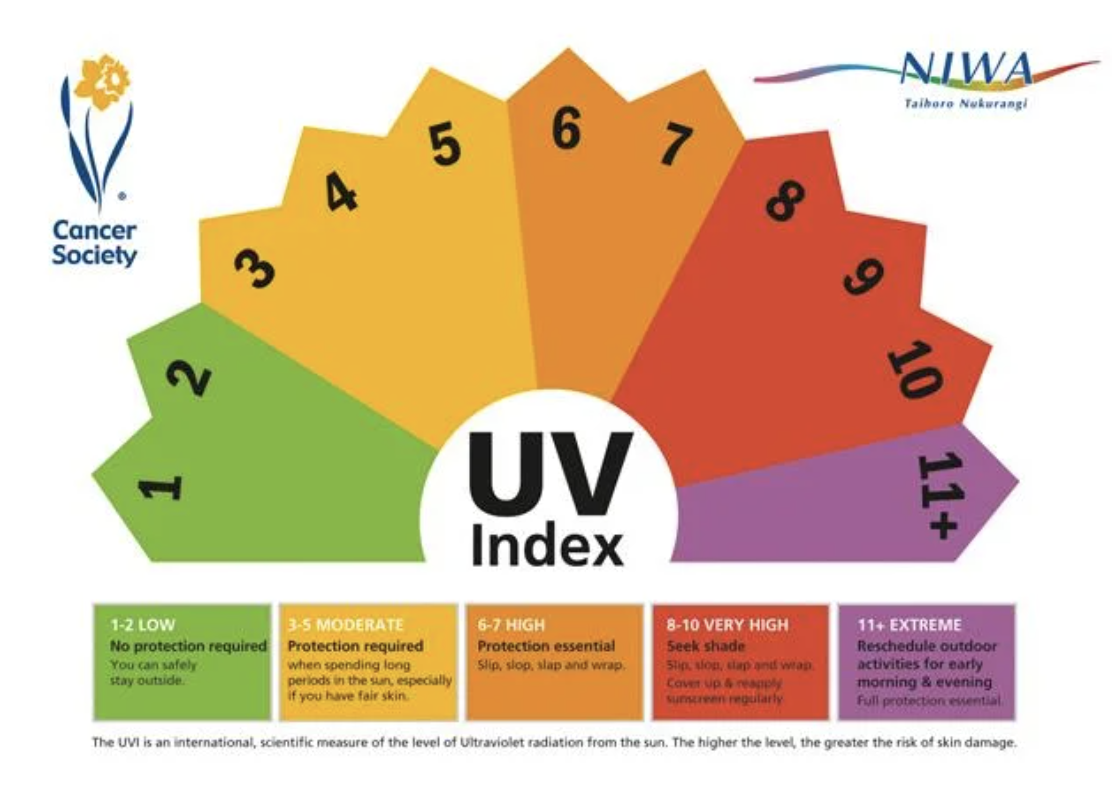 Cancer
Society
NIWA
Taihoro Nukurangi
1
2
3
4
5
6
7
8
9
10
11+
UV
Index
1-2 LOW
No protection required
You can safely
stay outside.
3-5 MODERATE
Protection required
when spending long
periods in the sun, especially
if you have fair skin.
6-7 HIGH
Protection essential
Slip, slop, slap and wrap.
8-10 VERY HIGH
Seek shade
Slip, slop, slap and wrap.
Cover up & reapply
sunscreen regularly
11+ EXTREME
Reschedule outdoor
activities for early
morning & evening
Full protection essential.
The UVI is an international, scientific measure of the level of Ultraviolet radiation from the sun. The higher the level, the greater the risk of skin damage.